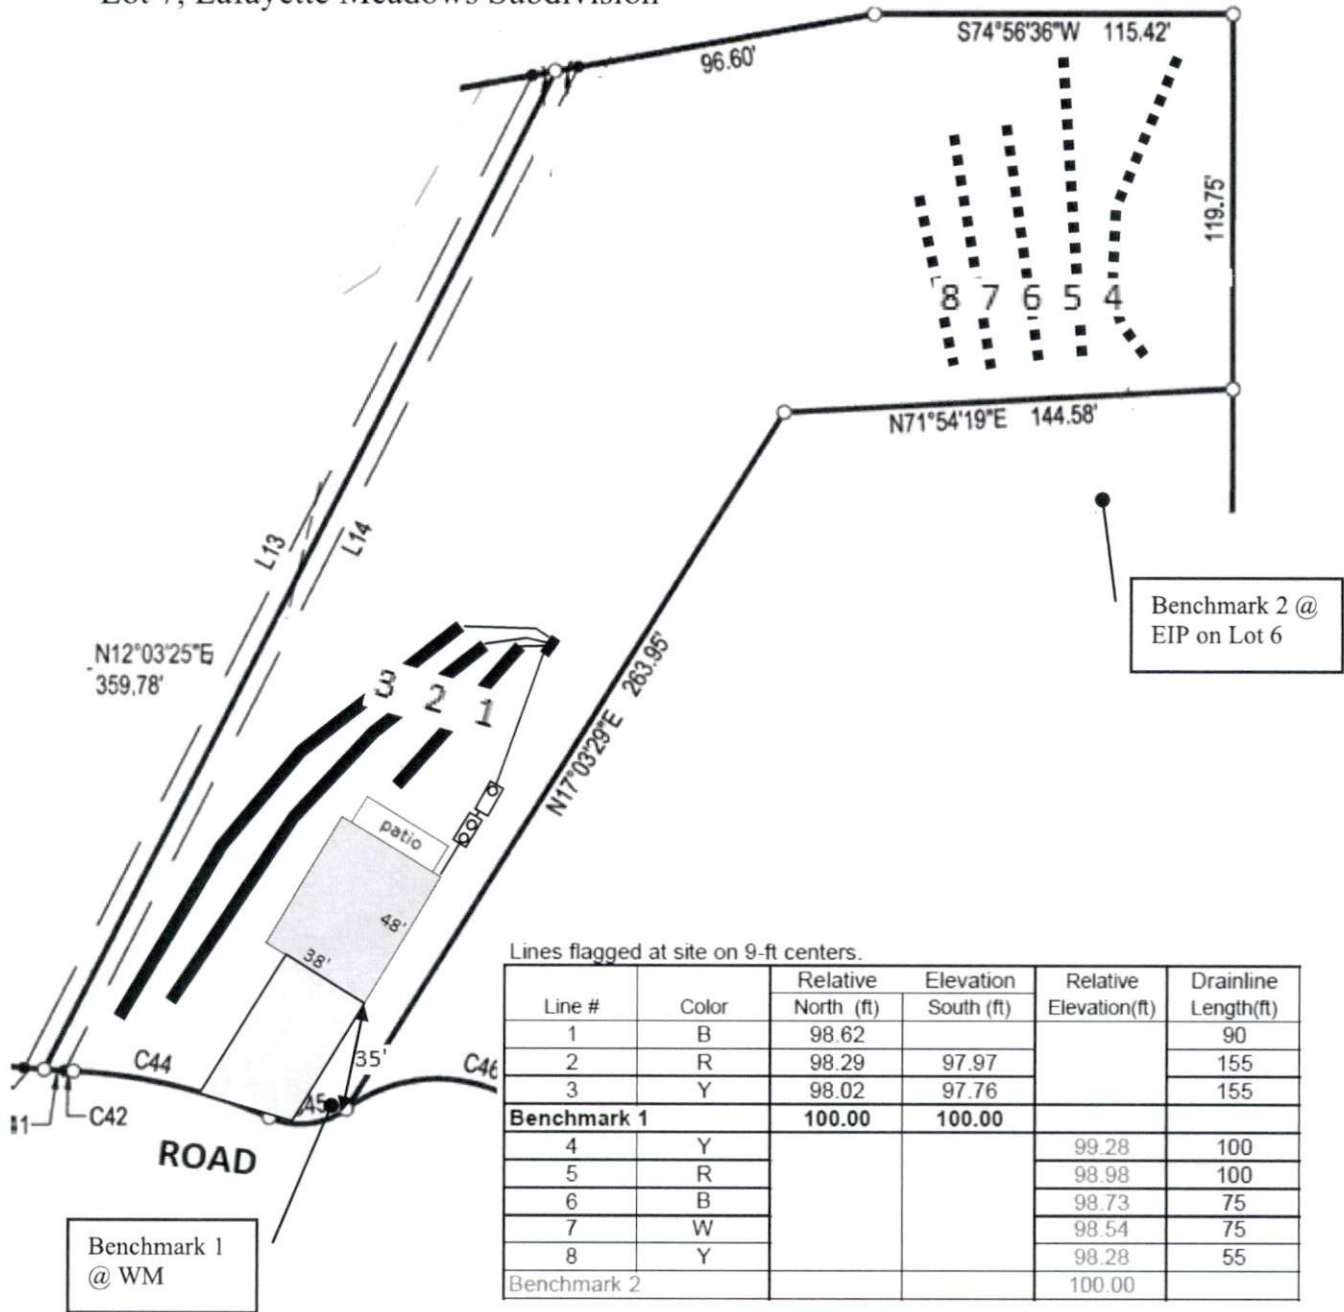 Lot 7, Lafayette Meadows Subdivision
S74°56'36"W 115.42'
96.60'
119.75'
8 7 6 5 4
N71°54'19"E 144.58'
L13
L14
Benchmark 2 @
EIP on Lot 6
N12°03'25"E
359.78'
N17°03'29"E 263.95'
3 2 1
patio
48'
38'
35'
C44
C46
C42
45
ROAD
Benchmark 1
@ WM
Lines flagged at site on 9-ft centers.
Line # Color Relative North (ft) Elevation South (ft) Relative Elevation(ft) Drainline Length(ft)
1 B 98.62 90
2 R 98.29 97.97 155
3 Y 98.02 97.76 155
Benchmark 1 100.00 100.00
4 Y 99.28 100
5 R 98.98 100
6 B 98.73 75
7 W 98.54 75
8 Y 98.28 55
Benchmark 2 100.00